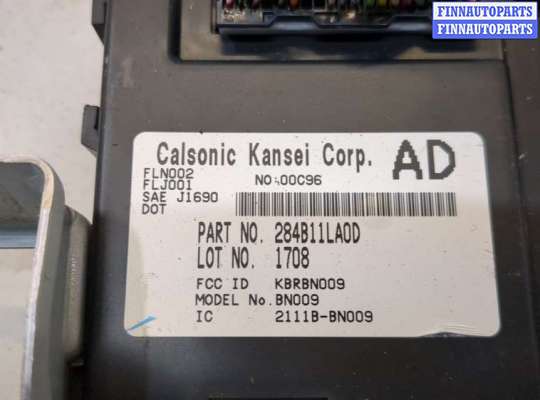 FINNAUTOPARTS
FINNAUTOPARTS
Calsonic Kansei Corp. AD
FLN002
FLJ001
NO.00C96
SAE J1690
DOT
PART NO. 284B11LA0D
LOT NO. 1708
FCC ID KBRBN009
MODEL No. BN009
IC 2111B-BN009